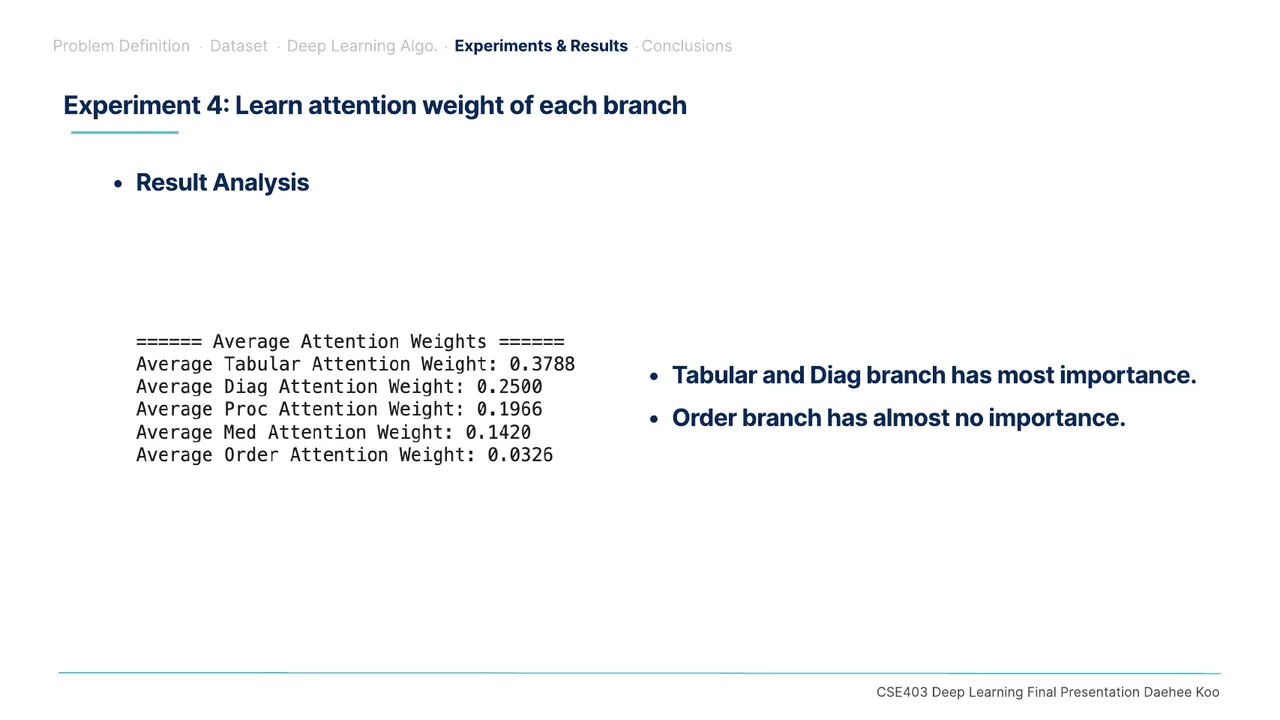 Problem Definition · Dataset · Deep Learning Algo. · Experiments & Results · Conclusions
Experiment 4: Learn attention weight of each branch
• Result Analysis
====== Average Attention Weights ======
Average Tabular Attention Weight: 0.3788
Average Diag Attention Weight: 0.2500
Average Proc Attention Weight: 0.1966
Average Med Attention Weight: 0.1420
Average Order Attention Weight: 0.0326
• Tabular and Diag branch has most importance.
• Order branch has almost no importance.
CSE403 Deep Learning Final Presentation Daehee Koo